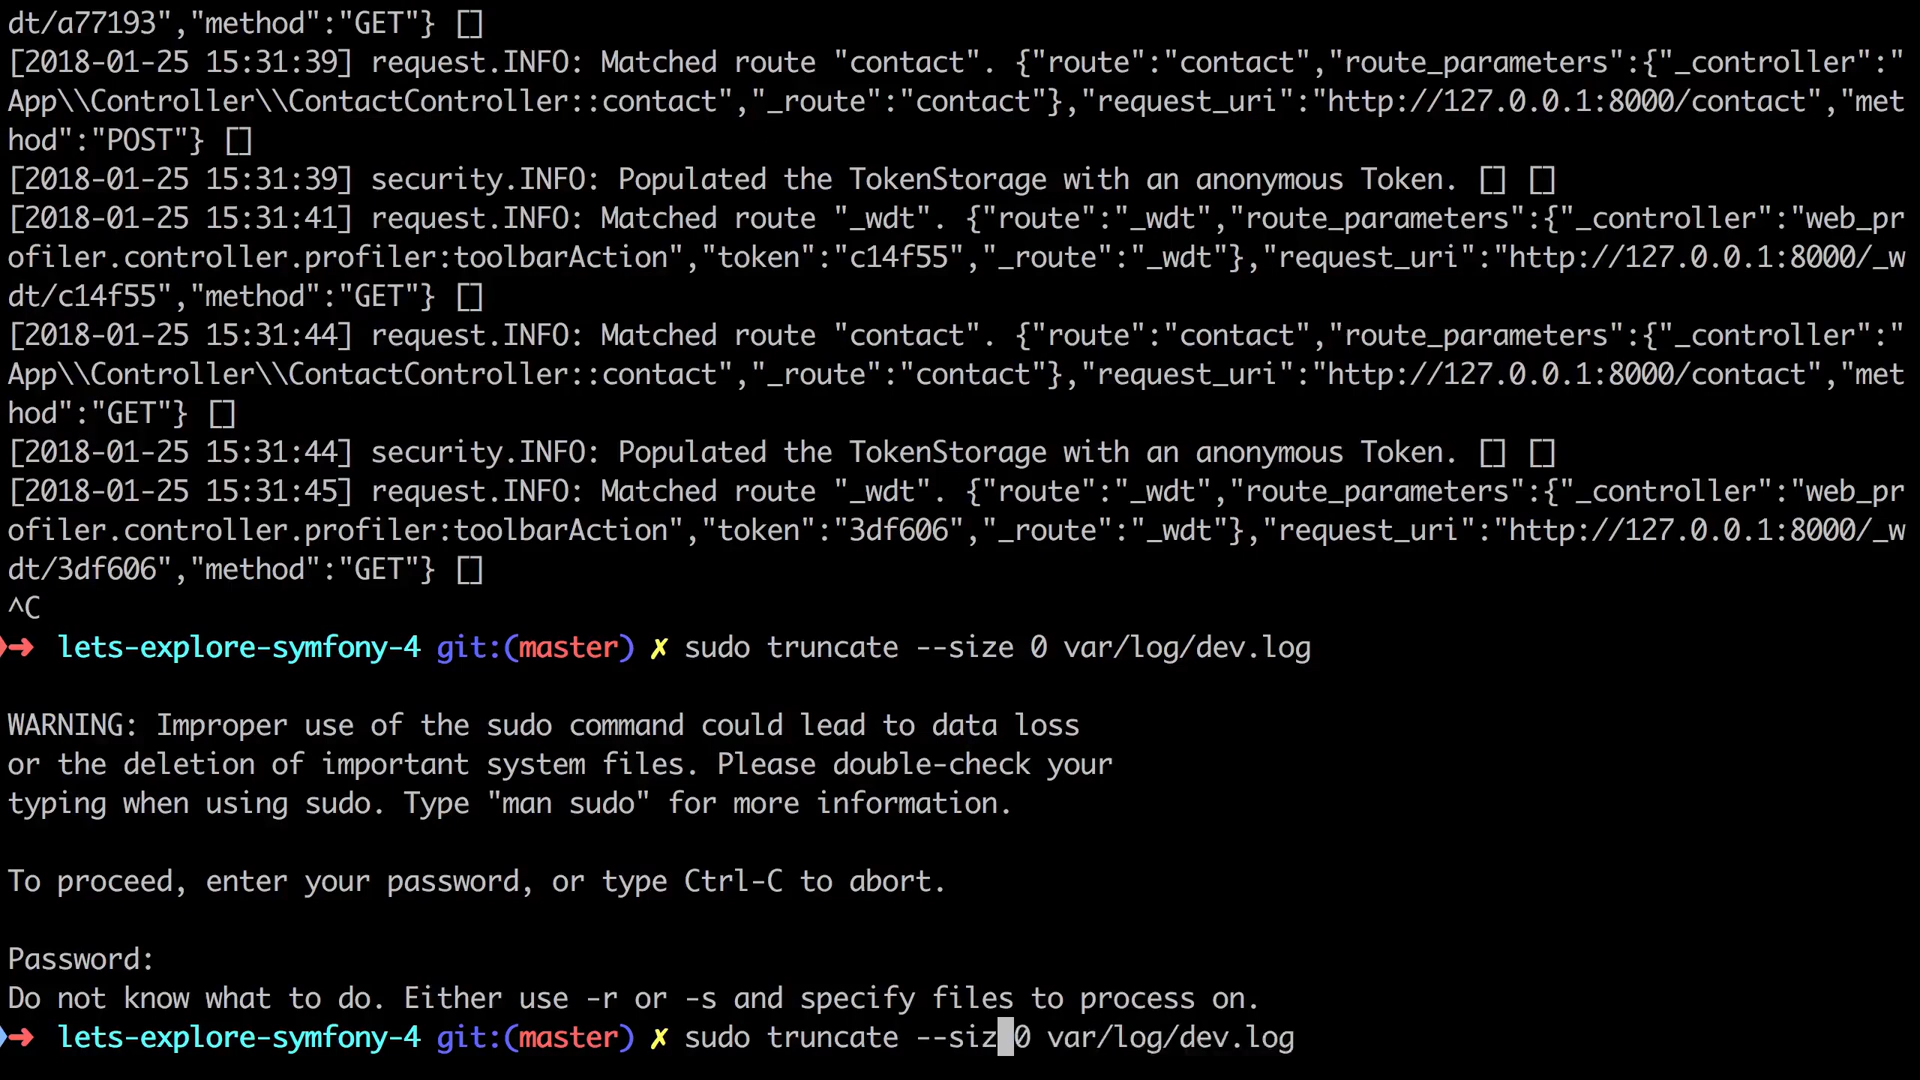 dt/a77193","method":"GET"} []
[2018-01-25 15:31:39] request.INFO: Matched route "contact". {"route":"contact","route_parameters":{"_controller":"
App\\Controller\\ContactController::contact","_route":"contact"},"request_uri":"http://127.0.0.1:8000/contact","met
hod":"POST"} []
[2018-01-25 15:31:39] security.INFO: Populated the TokenStorage with an anonymous Token. [] []
[2018-01-25 15:31:41] request.INFO: Matched route "_wdt". {"route":"_wdt","route_parameters":{"_controller":"web_pr
ofiler.controller.profiler:toolbarAction","token":"c14f55","_route":"_wdt"},"request_uri":"http://127.0.0.1:8000/_w
dt/c14f55","method":"GET"} []
[2018-01-25 15:31:44] request.INFO: Matched route "contact". {"route":"contact","route_parameters":{"_controller":"
App\\Controller\\ContactController::contact","_route":"contact"},"request_uri":"http://127.0.0.1:8000/contact","met
hod":"GET"} []
[2018-01-25 15:31:44] security.INFO: Populated the TokenStorage with an anonymous Token. [] []
[2018-01-25 15:31:45] request.INFO: Matched route "_wdt". {"route":"_wdt","route_parameters":{"_controller":"web_pr
ofiler.controller.profiler:toolbarAction","token":"3df606","_route":"_wdt"},"request_uri":"http://127.0.0.1:8000/_w
dt/3df606","method":"GET"} []
^C
➜ lets-explore-symfony-4 git:(master) ✗ sudo truncate --size 0 var/log/dev.log
WARNING: Improper use of the sudo command could lead to data loss
or the deletion of important system files. Please double-check your
typing when using sudo. Type "man sudo" for more information.
To proceed, enter your password, or type Ctrl-C to abort.
Password:
Do not know what to do. Either use -r or -s and specify files to process on.
➜ lets-explore-symfony-4 git:(master) ✗ sudo truncate --siz 0 var/log/dev.log